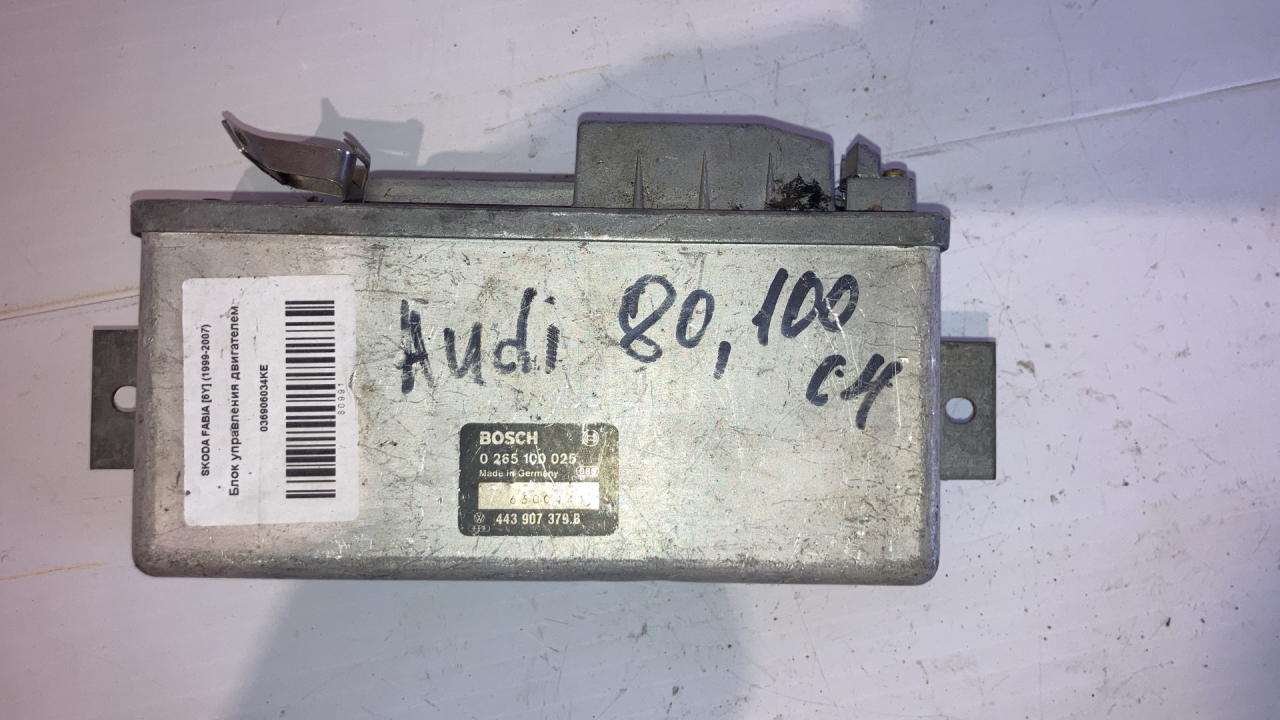 SKODA FABIA [6Y] (1999-2007)
Блок управления двигателем
036906034KE
80991
Audi 80, 100
C4
BOSCH
0 265 100 025
Made in Germany
443 907 379 B